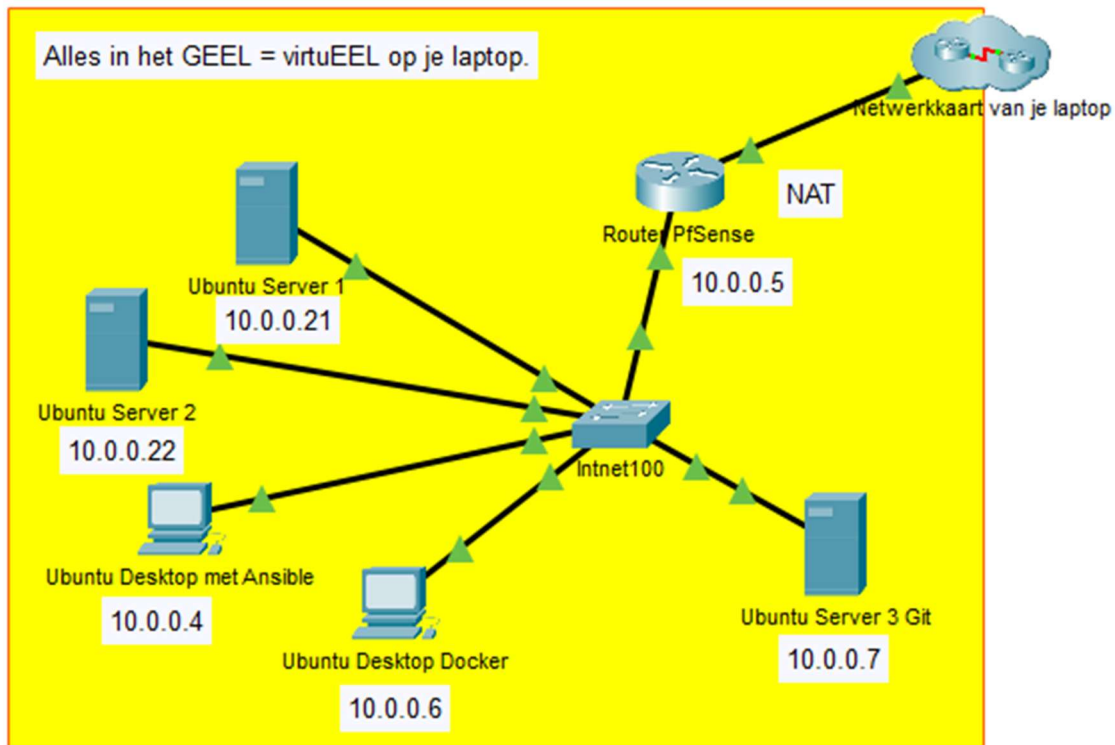 Alles in het GEEL = virtuEEL op je laptop.
Netwerkkaart van je laptop
NAT
Router PfSense
10.0.0.5
Ubuntu Server 1
10.0.0.21
Ubuntu Server 2
10.0.0.22
Intnet100
Ubuntu Desktop met Ansible
10.0.0.4
Ubuntu Desktop Docker
10.0.0.6
Ubuntu Server 3 Git
10.0.0.7